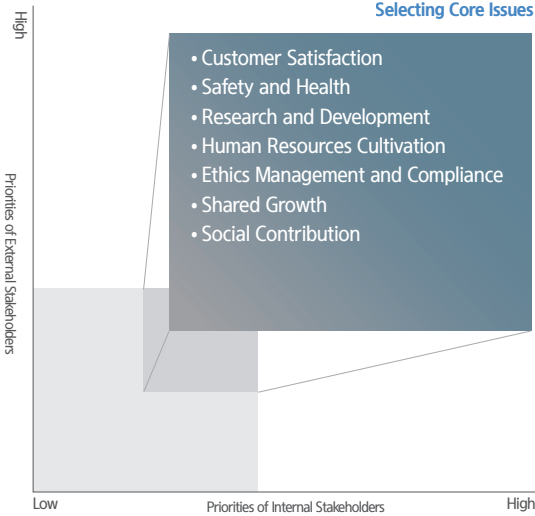 Selecting Core Issues
High
• Customer Satisfaction
• Safety and Health
• Research and Development
• Human Resources Cultivation
• Ethics Management and Compliance
• Shared Growth
• Social Contribution
Priorities of External Stakeholders
Low
Priorities of Internal Stakeholders
High